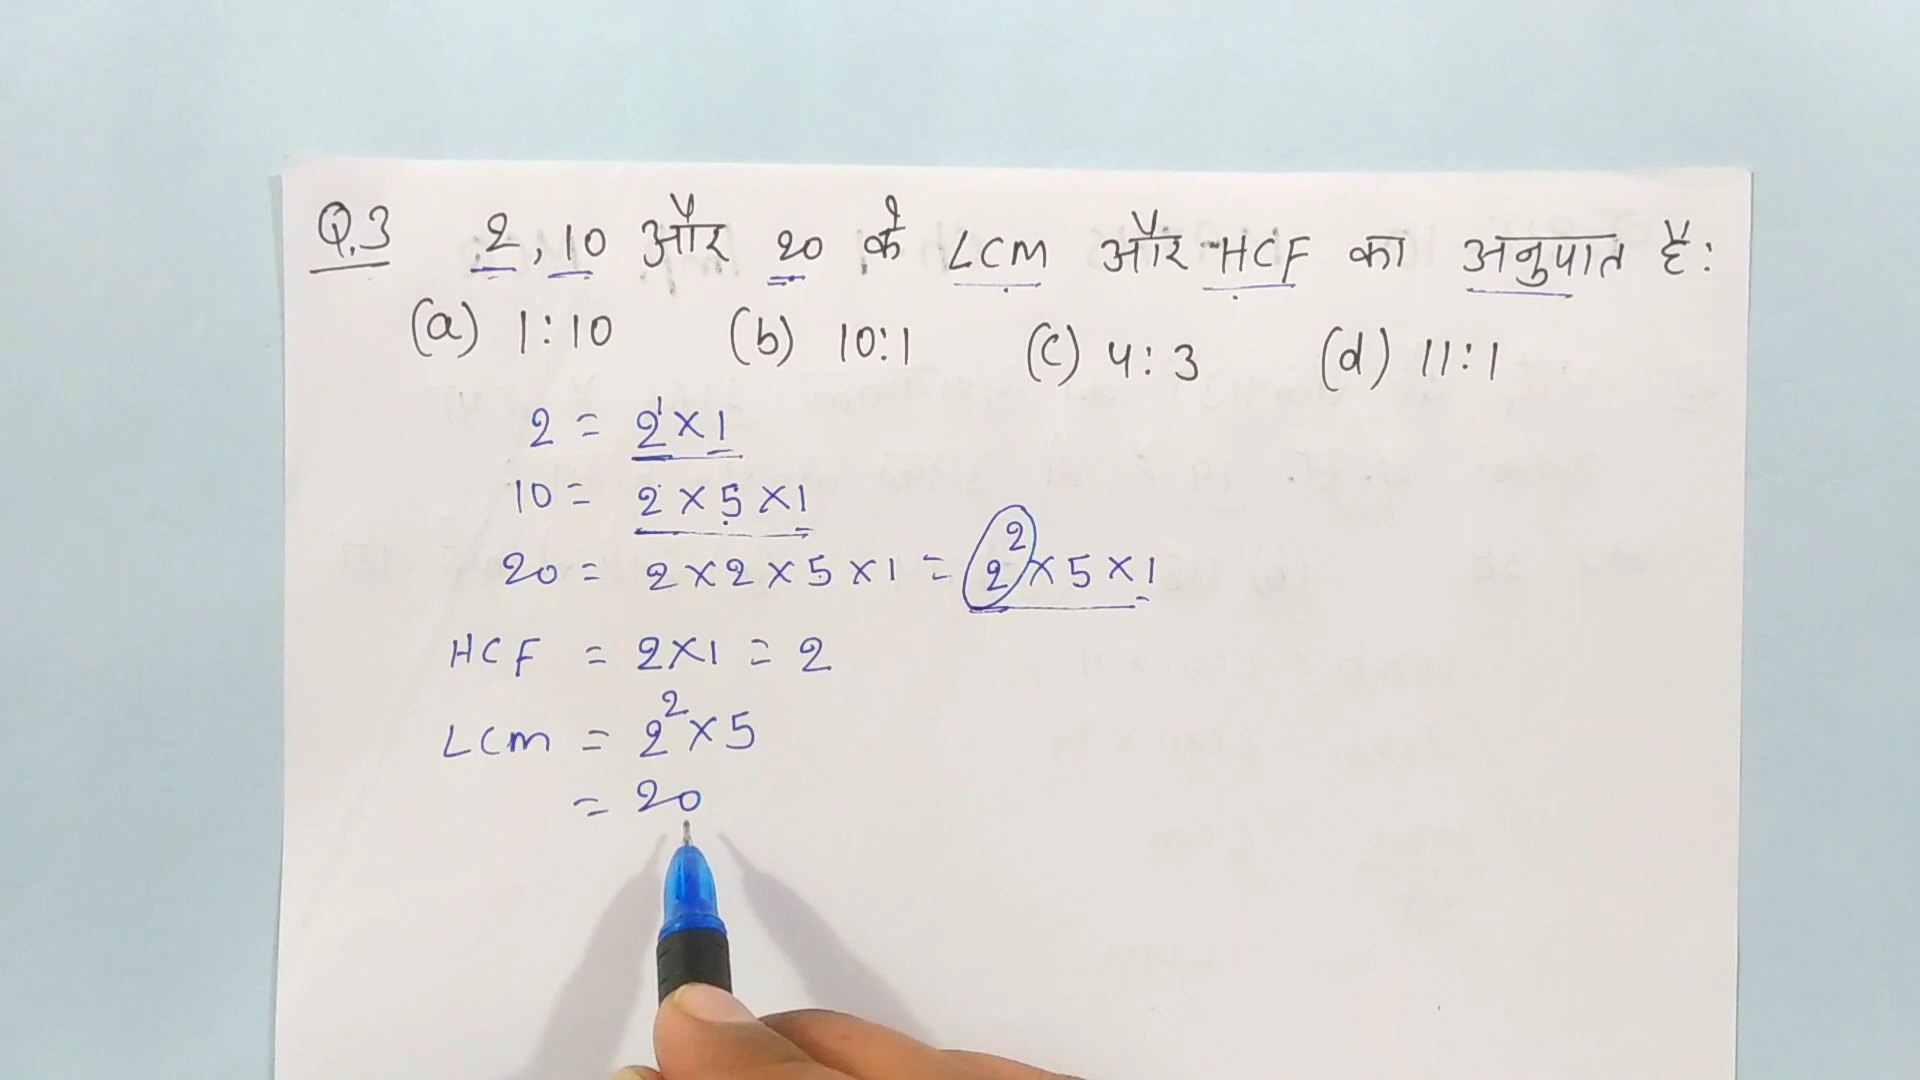 Q.3 2, 10 और 20 के LCM और HCF का अनुपात है:
(a) 1:10 (b) 10:1 (c) 4:3 (d) 11:1
2 = 2¹×1
10 = 2×5×1
20 = 2×2×5×1 = 2²×5×1
HCF = 2×1 = 2
LCM = 2²×5
= 20